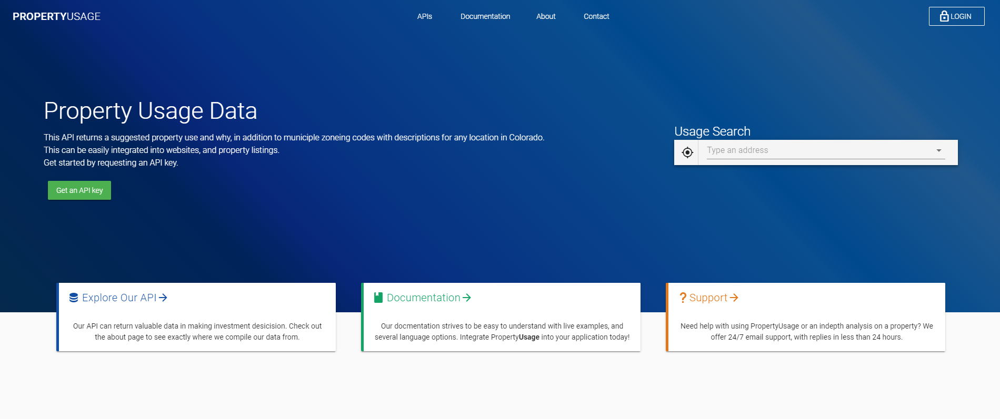 PROPERTYUSAGE
APIs
Documentation
About
Contact
LOGIN
Property Usage Data
This API returns a suggested property use and why, in addition to municiple zoneing codes with descriptions for any location in Colorado.
This can be easily integrated into websites, and property listings.
Get started by requesting an API key.
Get an API key
Usage Search
Type an address
Explore Our API
Our API can return valuable data in making investment desicision. Check out
the about page to see exactly where we compile our data from.
Documentation
Our docmentation strives to be easy to understand with live examples, and
several language options. Integrate PropertyUsage into your application today!
Support
Need help with using PropertyUsage or an indepth analysis on a property? We
offer 24/7 email support, with replies in less than 24 hours.